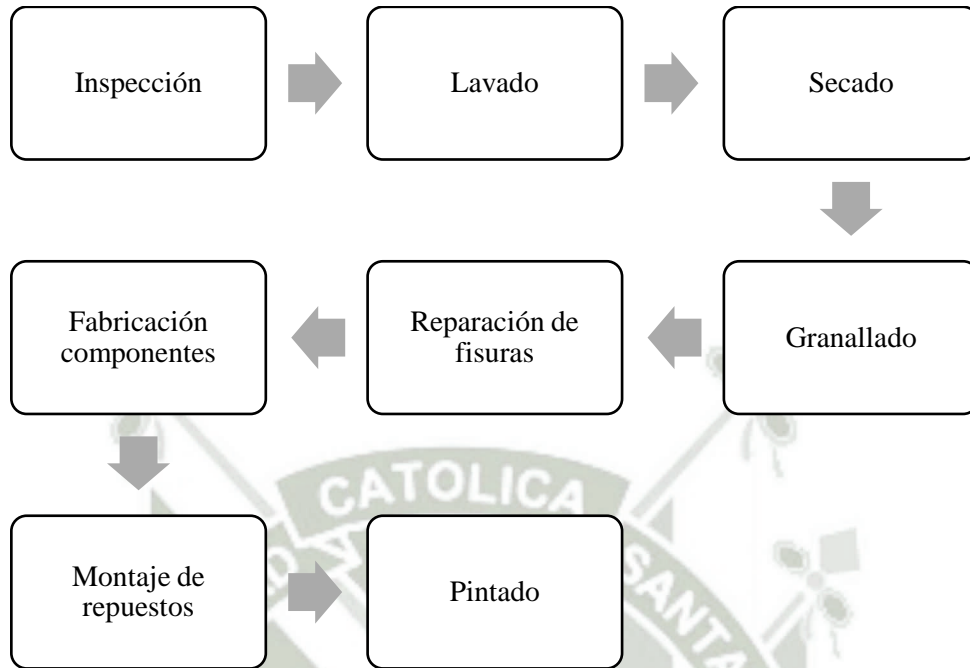 Inspección
Lavado
Secado
Granallado
Reparación de
fisuras
Fabricación
componentes
Montaje de
repuestos
Pintado
CATOLICA
SANTA